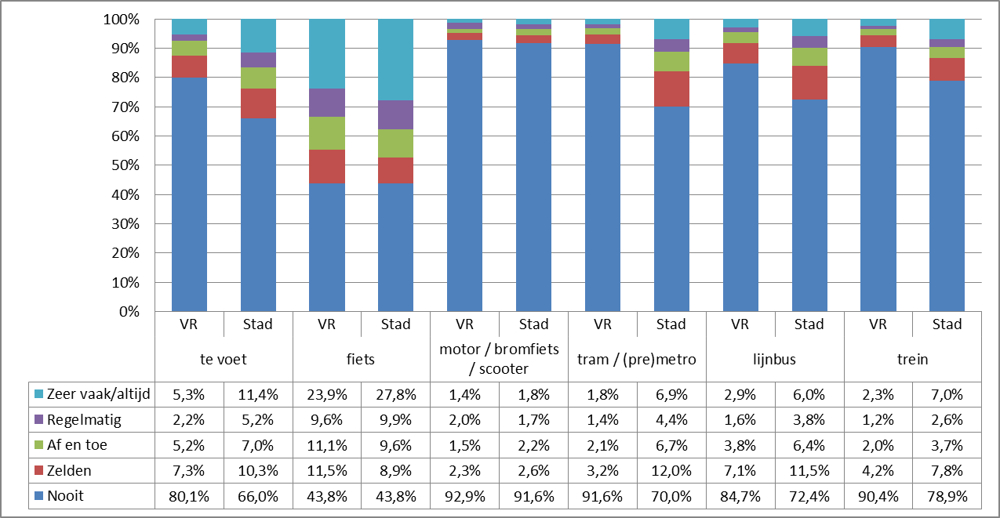 100%
90%
80%
70%
60%
50%
40%
30%
20%
10%
0%
VR Stad VR Stad VR Stad VR Stad VR Stad VR Stad
te voet fiets motor / bromfiets / scooter tram / (pre)metro lijnbus trein
Zeer vaak/altijd 5,3% 11,4% 23,9% 27,8% 1,4% 1,8% 1,8% 6,9% 2,9% 6,0% 2,3% 7,0%
Regelmatig 2,2% 5,2% 9,6% 9,9% 2,0% 1,7% 1,4% 4,4% 1,6% 3,8% 1,2% 2,6%
Af en toe 5,2% 7,0% 11,1% 9,6% 1,5% 2,2% 2,1% 6,7% 3,8% 6,4% 2,0% 3,7%
Zelden 7,3% 10,3% 11,5% 8,9% 2,3% 2,6% 3,2% 12,0% 7,1% 11,5% 4,2% 7,8%
Nooit 80,1% 66,0% 43,8% 43,8% 92,9% 91,6% 91,6% 70,0% 84,7% 72,4% 90,4% 78,9%